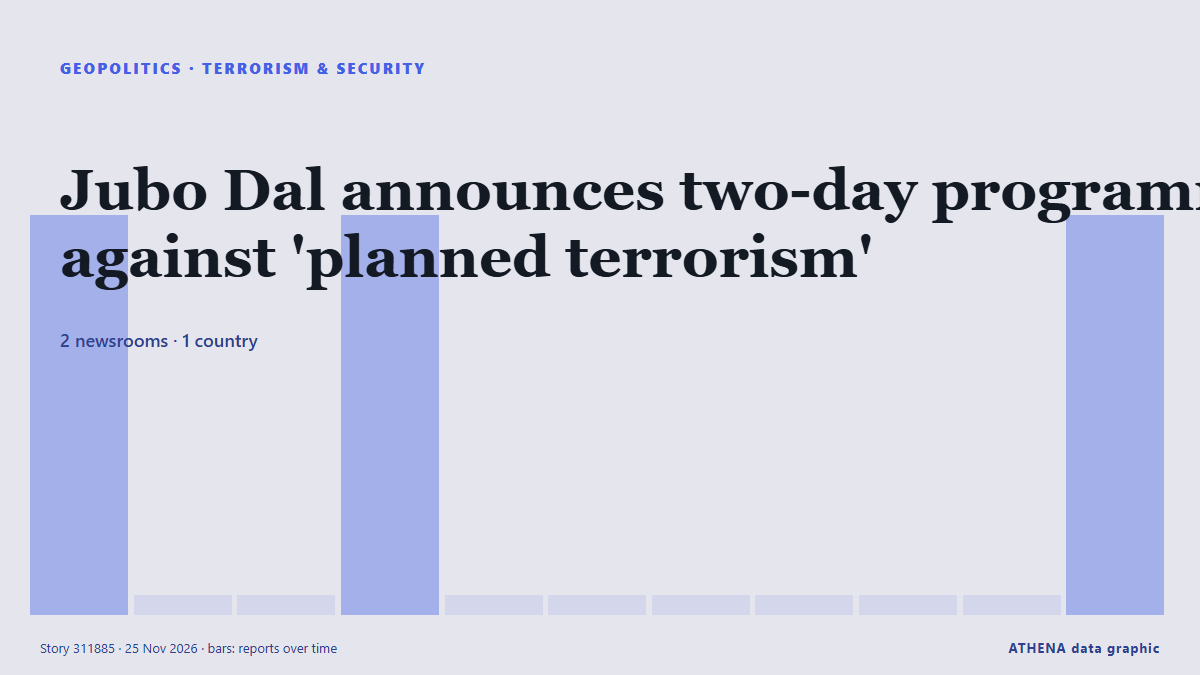 GEOPOLITICS · TERRORISM & SECURITY
Jubo Dal announces two-day
against 'planned terrorism'
2 newsrooms · 1 country
Story 311885 · 25 Nov 2026 · bars: reports over time
ATHENA data graphic